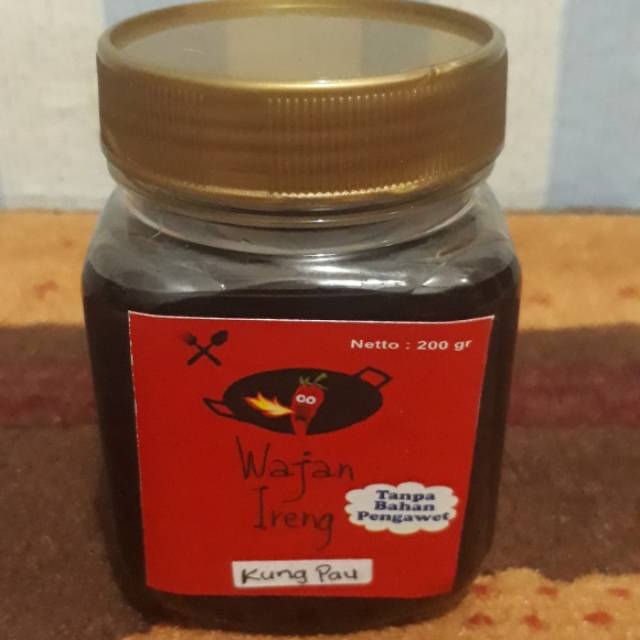 Netto : 200 gr
Wajan
Ireng
Tanpa
Bahan
Pengawet
Kung Pau